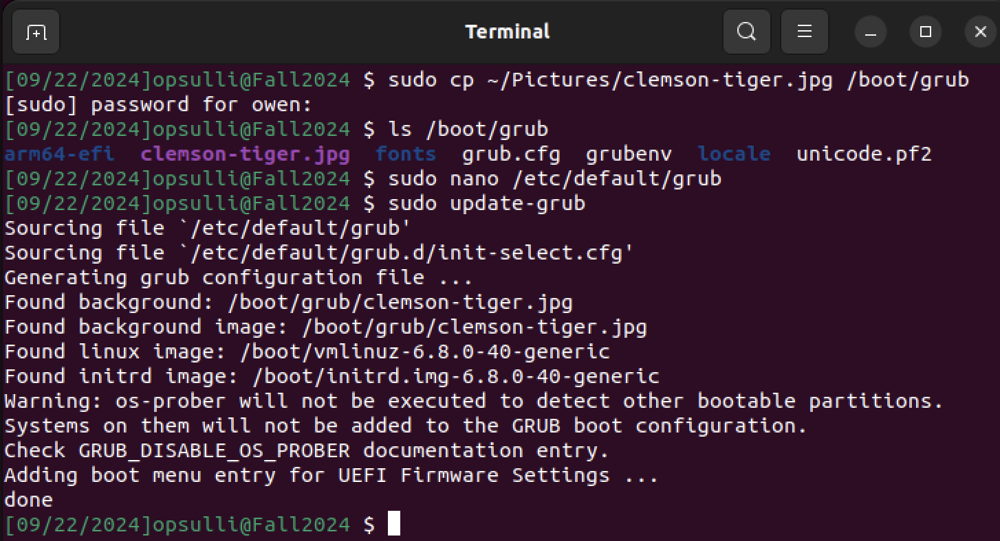 Terminal
[09/22/2024]opsulli@Fall2024 $ sudo cp ~/Pictures/clemson-tiger.jpg /boot/grub
[sudo] password for owen:
[09/22/2024]opsulli@Fall2024 $ ls /boot/grub
arm64-efi  clemson-tiger.jpg  fonts  grub.cfg  grubenv  locale  unicode.pf2
[09/22/2024]opsulli@Fall2024 $ sudo nano /etc/default/grub
[09/22/2024]opsulli@Fall2024 $ sudo update-grub
Sourcing file `/etc/default/grub'
Sourcing file `/etc/default/grub.d/init-select.cfg'
Generating grub configuration file ...
Found background: /boot/grub/clemson-tiger.jpg
Found background image: /boot/grub/clemson-tiger.jpg
Found linux image: /boot/vmlinuz-6.8.0-40-generic
Found initrd image: /boot/initrd.img-6.8.0-40-generic
Warning: os-prober will not be executed to detect other bootable partitions.
Systems on them will not be added to the GRUB boot configuration.
Check GRUB_DISABLE_OS_PROBER documentation entry.
Adding boot menu entry for UEFI Firmware Settings ...
done
[09/22/2024]opsulli@Fall2024 $